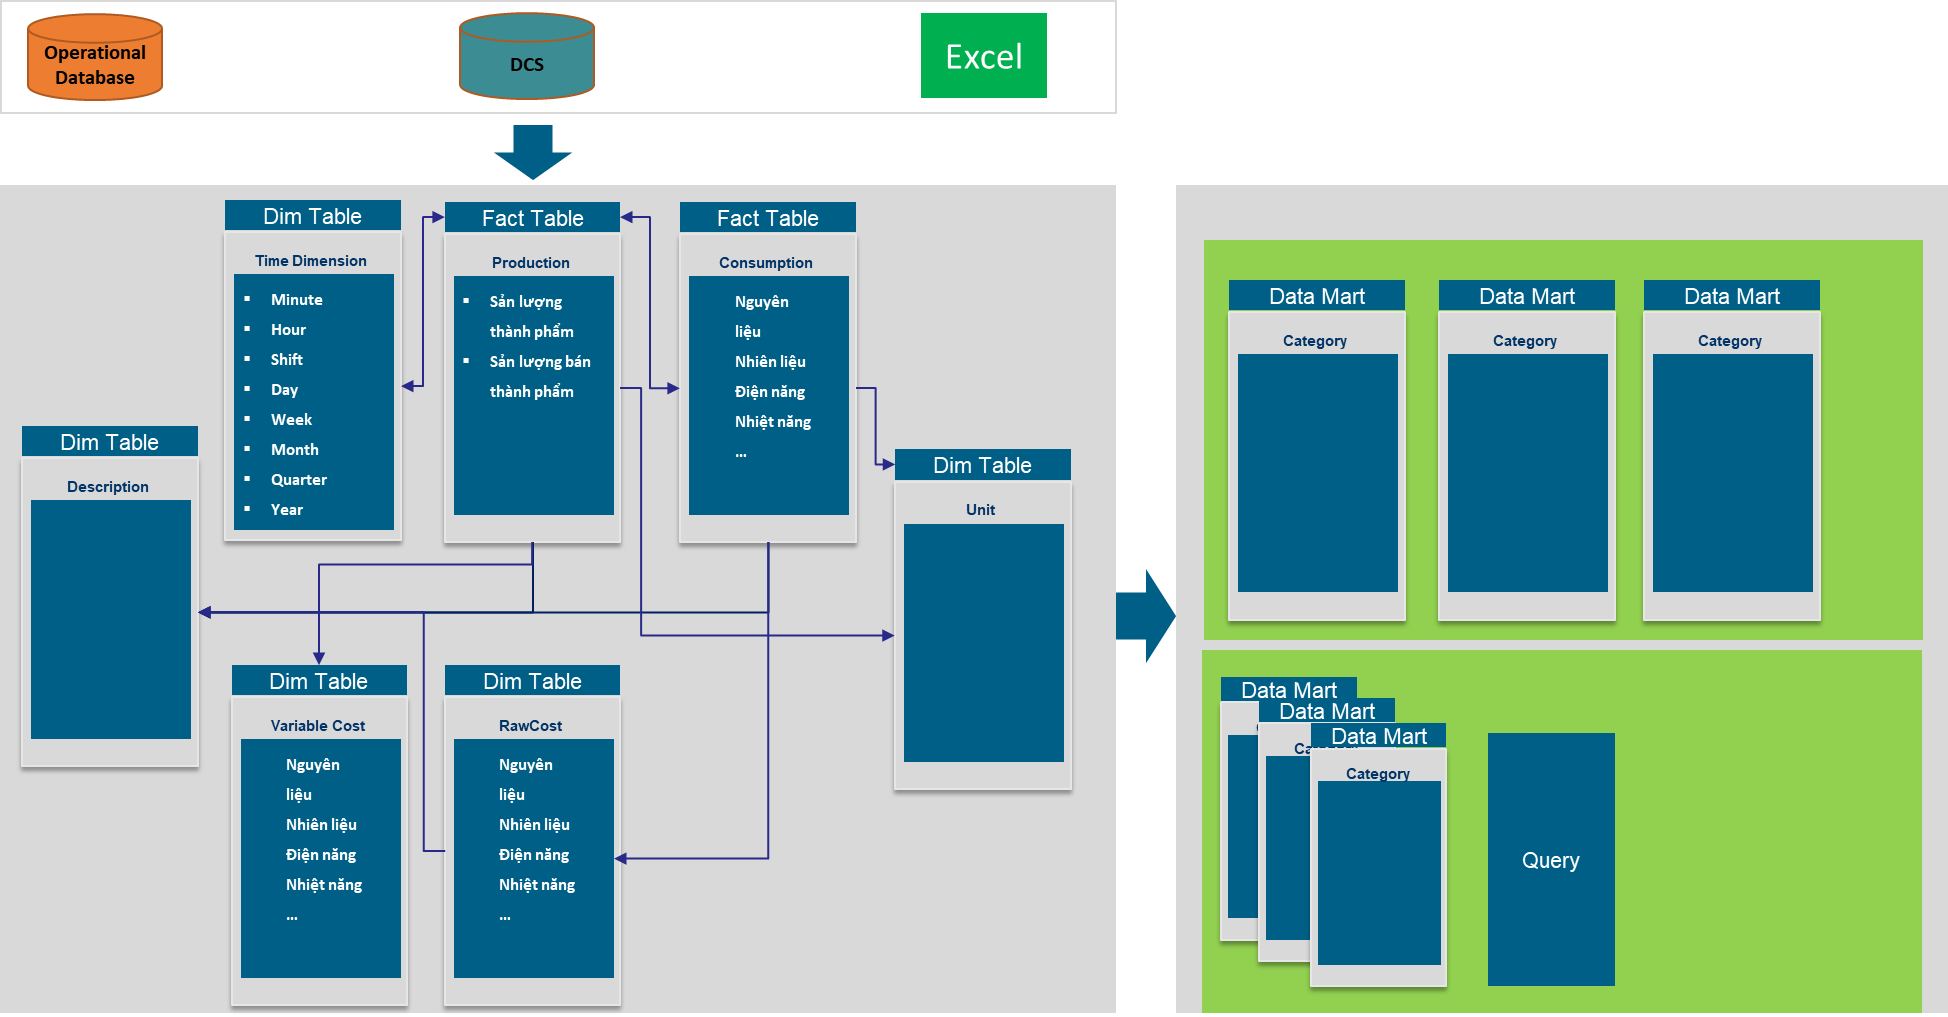 Operational
Database
DCS
Excel
Dim Table
Time Dimension
▪ Minute
▪ Hour
▪ Shift
▪ Day
▪ Week
▪ Month
▪ Quarter
▪ Year
Fact Table
Production
▪ Sản lượng
thành phẩm
▪ Sản lượng bán
thành phẩm
Fact Table
Consumption
Nguyên
liệu
Nhiên liệu
Điện năng
Nhiệt năng
...
Dim Table
Description
Dim Table
Unit
Dim Table
Variable Cost
Nguyên
liệu
Nhiên liệu
Điện năng
Nhiệt năng
...
Dim Table
RawCost
Nguyên
liệu
Nhiên liệu
Điện năng
Nhiệt năng
...
Data Mart
Category
Data Mart
Category
Data Mart
Category
Data Mart
Data Mart
Data Mart
Category
Query